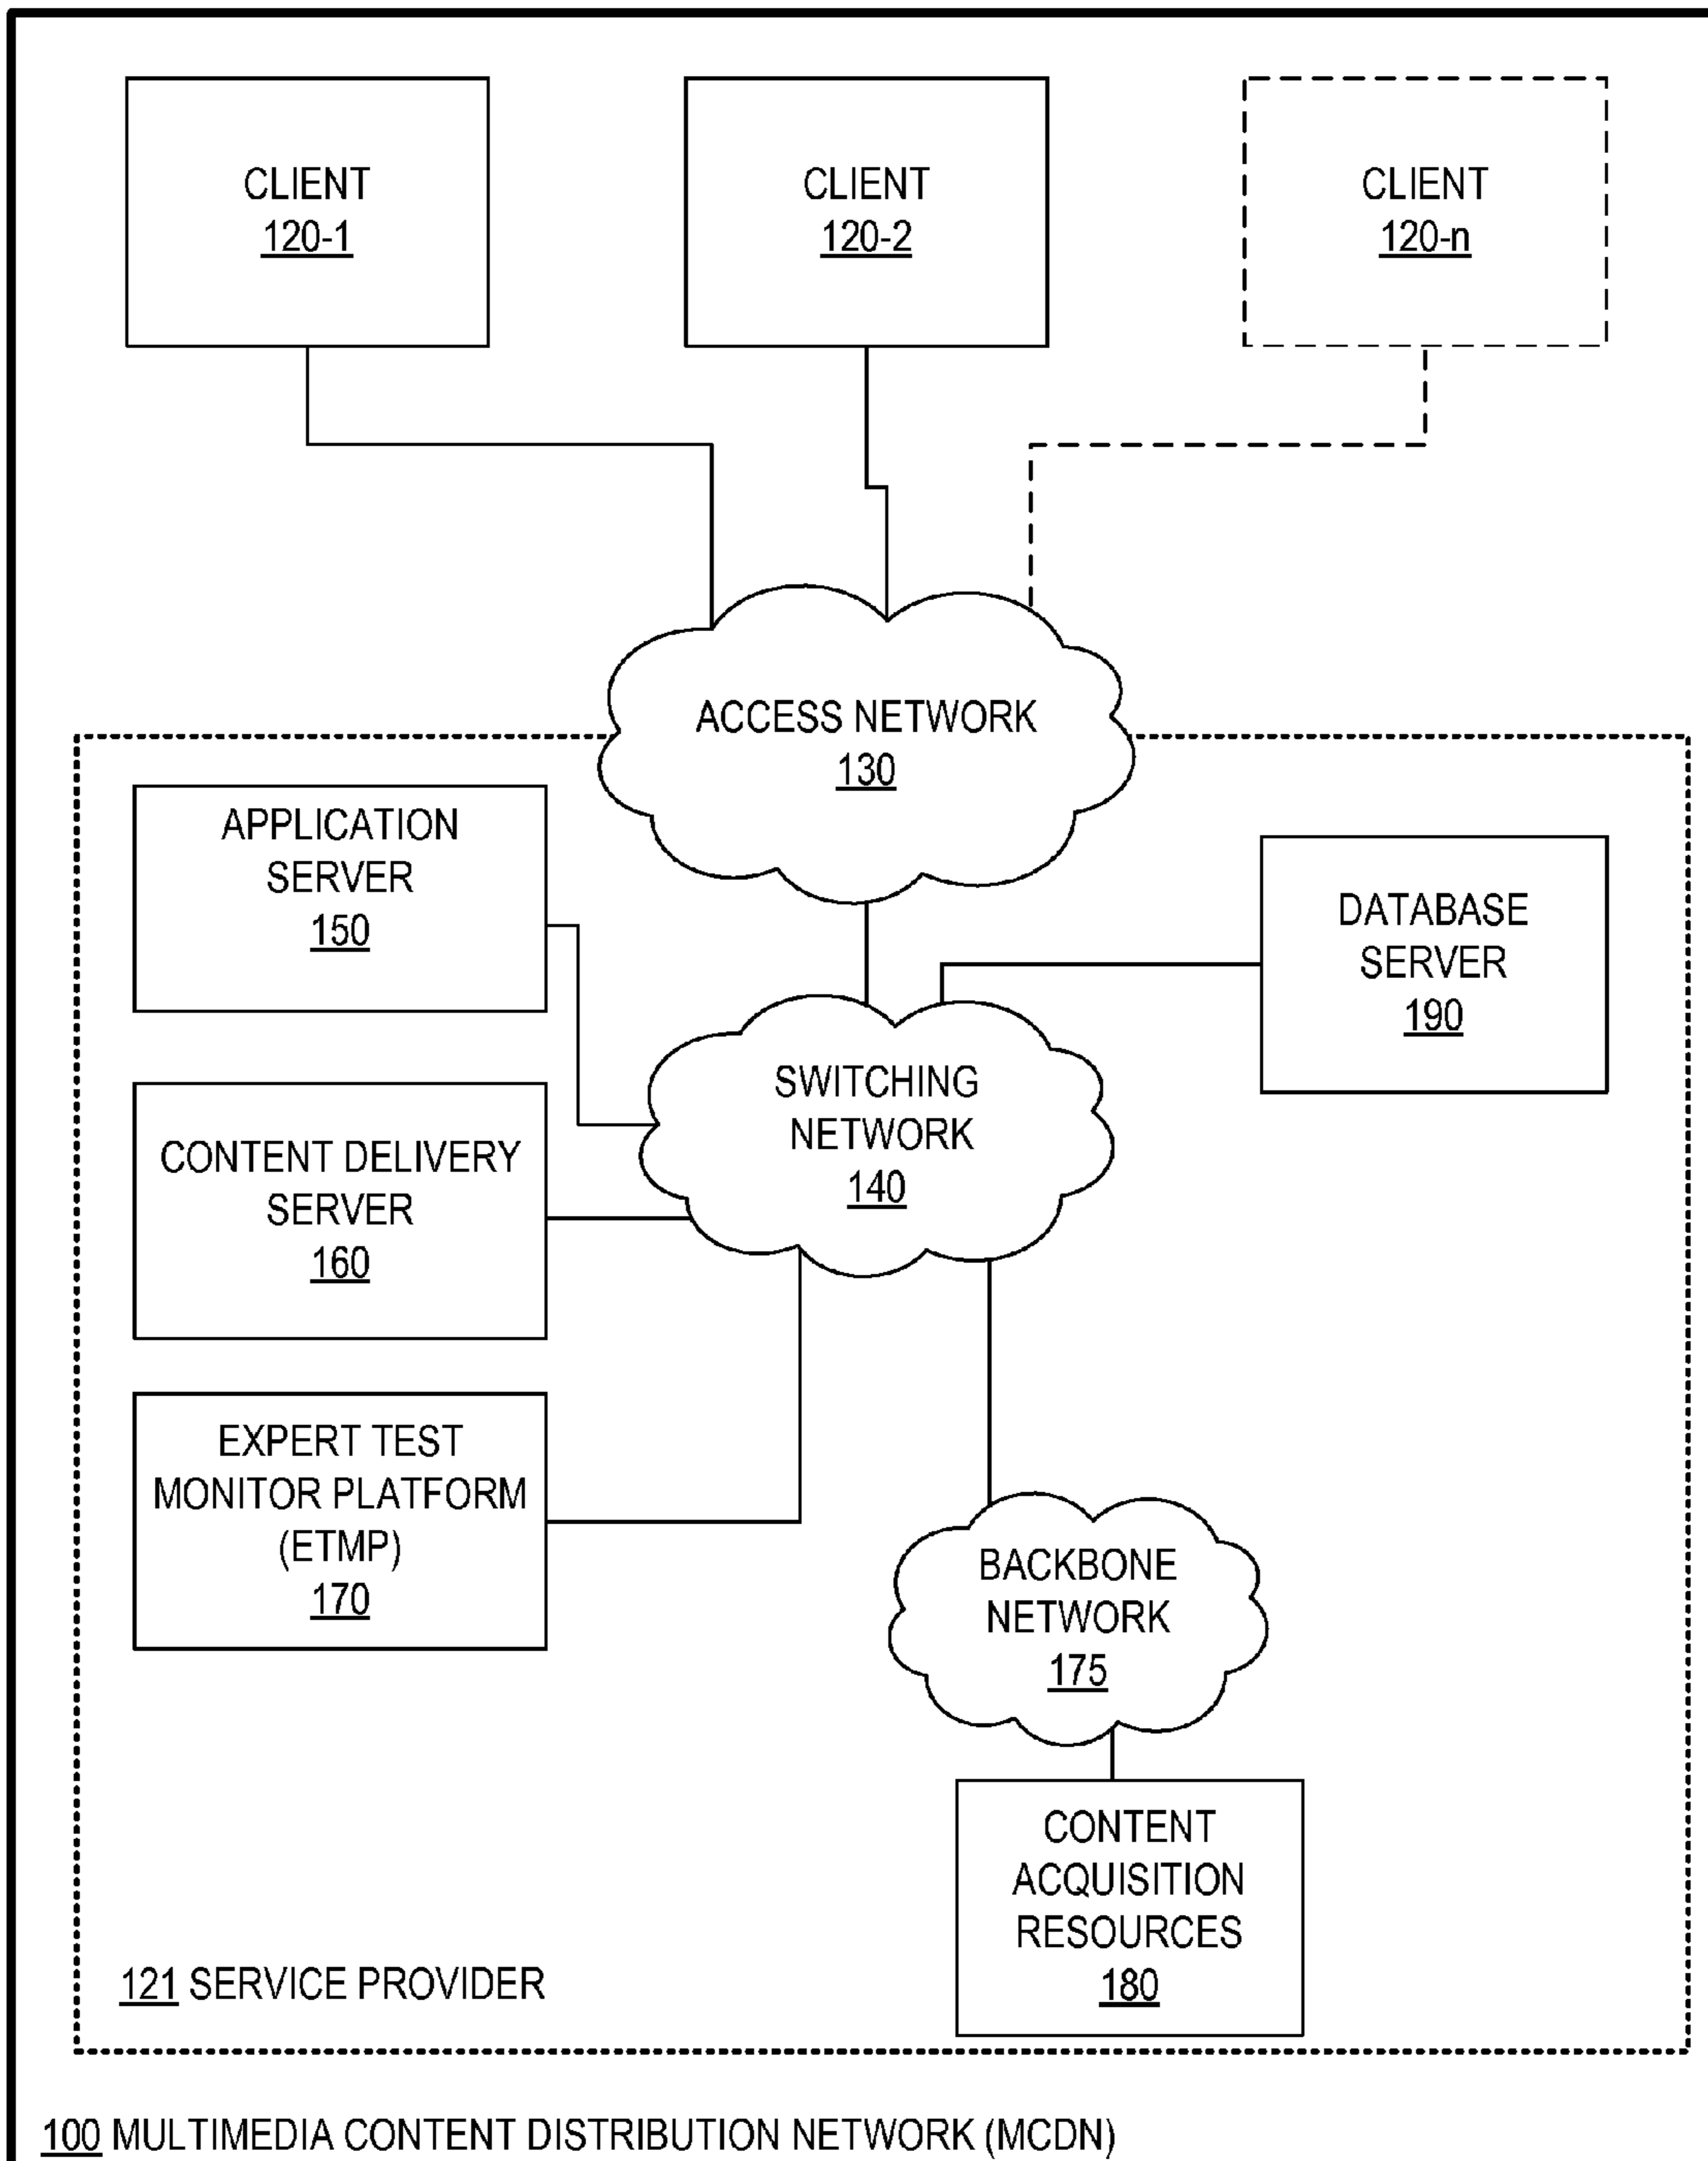 CLIENT
120-1
CLIENT
120-2
CLIENT
120-n
ACCESS NETWORK
130
APPLICATION
SERVER
150
DATABASE
SERVER
190
SWITCHING
NETWORK
140
CONTENT DELIVERY
SERVER
160
EXPERT TEST
MONITOR PLATFORM
(ETMP)
170
BACKBONE
NETWORK
175
CONTENT
ACQUISITION
RESOURCES
180
121 SERVICE PROVIDER
100 MULTIMEDIA CONTENT DISTRIBUTION NETWORK (MCDN)